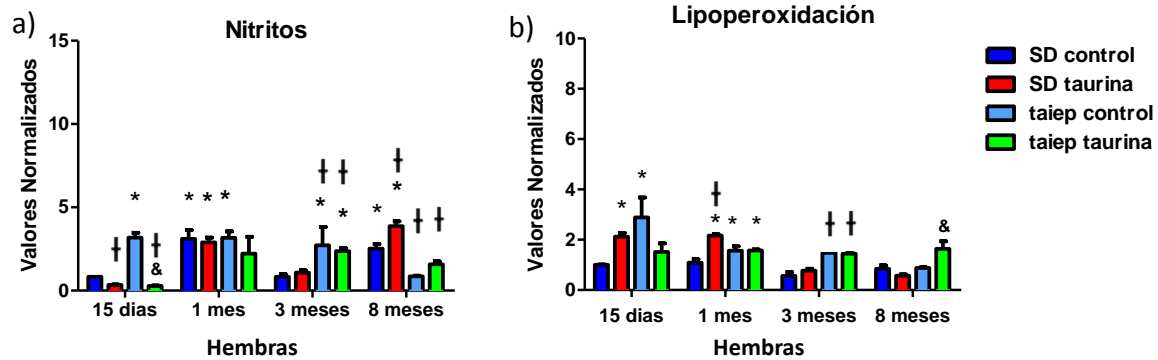 a)
Nitritos
Valores Normalizados
15
10
5
0
ǂ * ǂ &
* * *
ǂ ǂ * *
* ǂ * ǂ ǂ
15 dias 1 mes 3 meses 8 meses
Hembras
b)
Lipoperoxidación
Valores Normalizados
10
8
6
4
2
0
* *
ǂ * * *
ǂ ǂ
&
15 dias 1 mes 3 meses 8 meses
Hembras
SD control
SD taurina
taiep control
taiep taurina